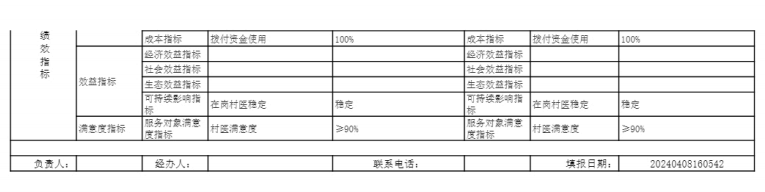 绩效指标 成本指标 拨付资金使用 100% 成本指标 拨付资金使用 100%
效益指标 经济效益指标 经济效益指标
社会效益指标 社会效益指标
生态效益指标 生态效益指标
可持续影响指标 在岗村医稳定 稳定 可持续影响指标 在岗村医稳定 稳定
满意度指标 服务对象满意度指标 村医满意度 ≥90% 服务对象满意度指标 村医满意度 ≥90%
负责人: 经办人: 联系电话: 填报日期: 20240408160542